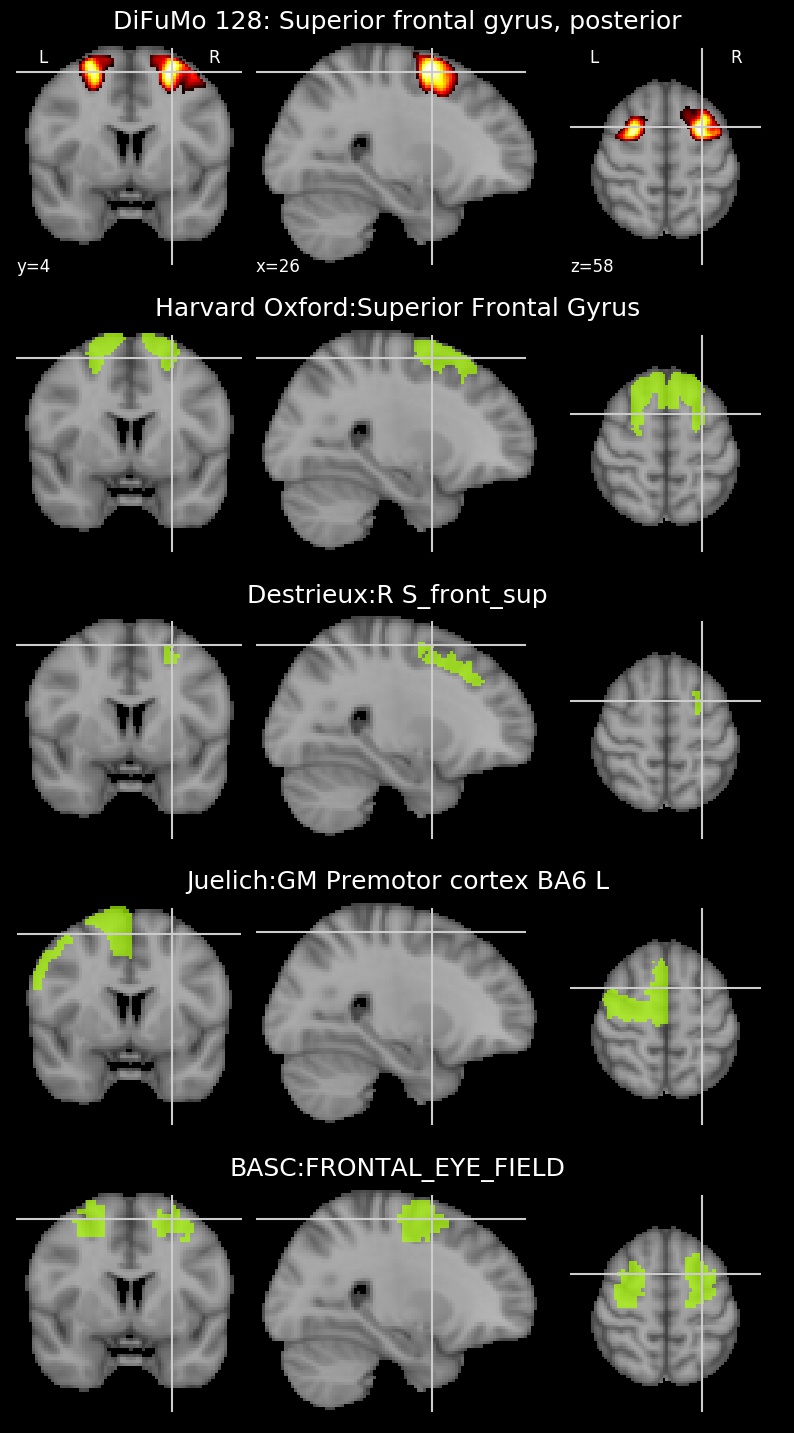 DiFuMo 128: Superior frontal gyrus, posterior
L R L R
y=4 x=26 z=58
Harvard Oxford:Superior Frontal Gyrus
Destrieux:R S_front_sup
Juelich:GM Premotor cortex BA6 L
BASC:FRONTAL_EYE_FIELD